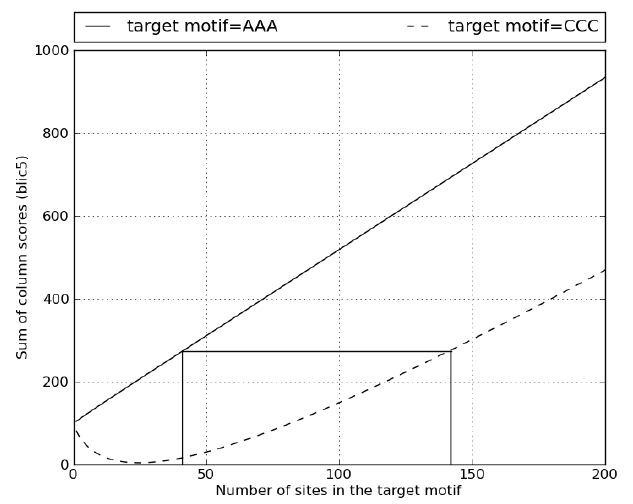 target motif=AAA target motif=CCC
1000
800
600
400
200
0
0 50 100 150 200
Sum of column scores (blic5)
Number of sites in the target motif